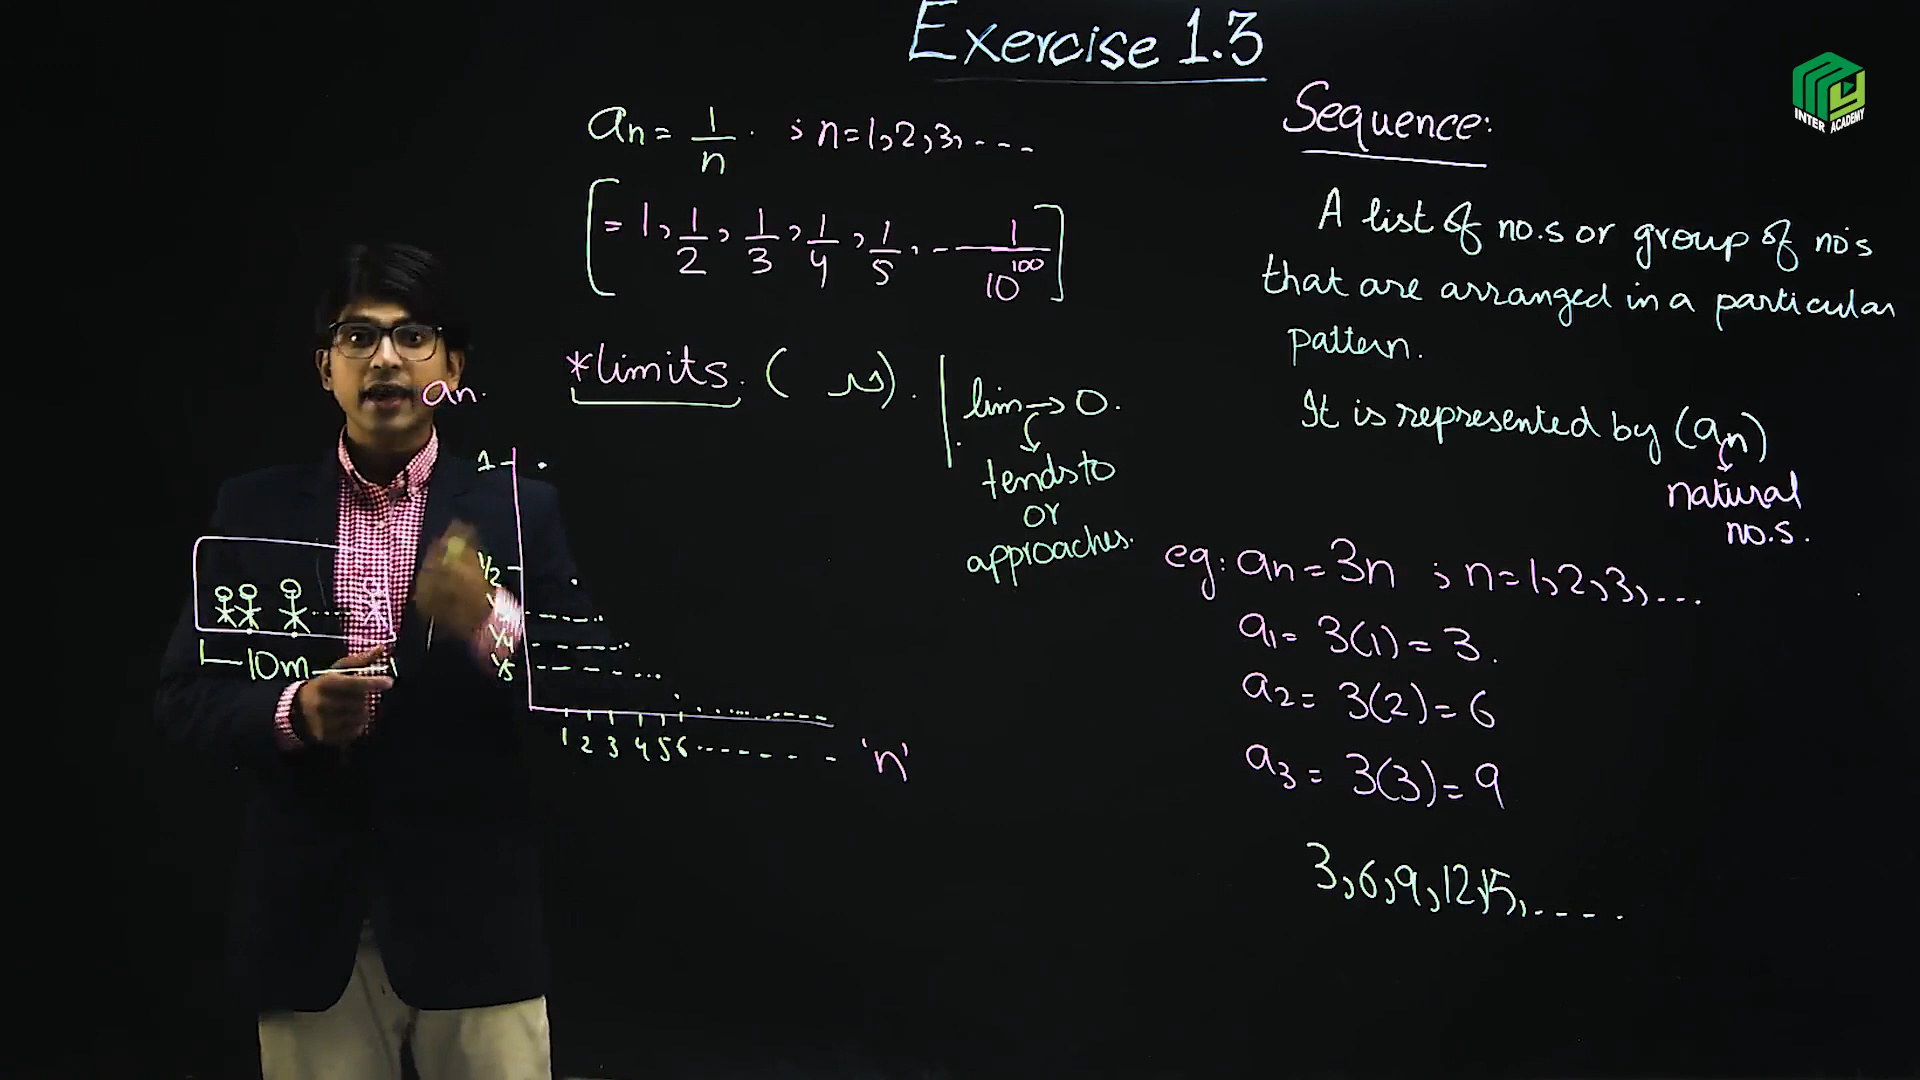 Exercise 1.3
an = 1/n ; n=1,2,3,...
[= 1, 1/2, 1/3, 1/4, 1/5, ... 1/10^100]
*limits. ( ).
lim → 0.
tends to
or
approaches.
an.
1
1/2
1/4
1/5
1 2 3 4 5 6 ........
'n'
10m
Sequence:
A list of no.s or group of no's
that are arranged in a particular
pattern.
It is represented by (an)
natural
no.s.
eg: an = 3n ; n=1,2,3,...
a1 = 3(1) = 3.
a2 = 3(2) = 6
a3 = 3(3) = 9
3,6,9,12,15,.....
My
INTER ACADEMY